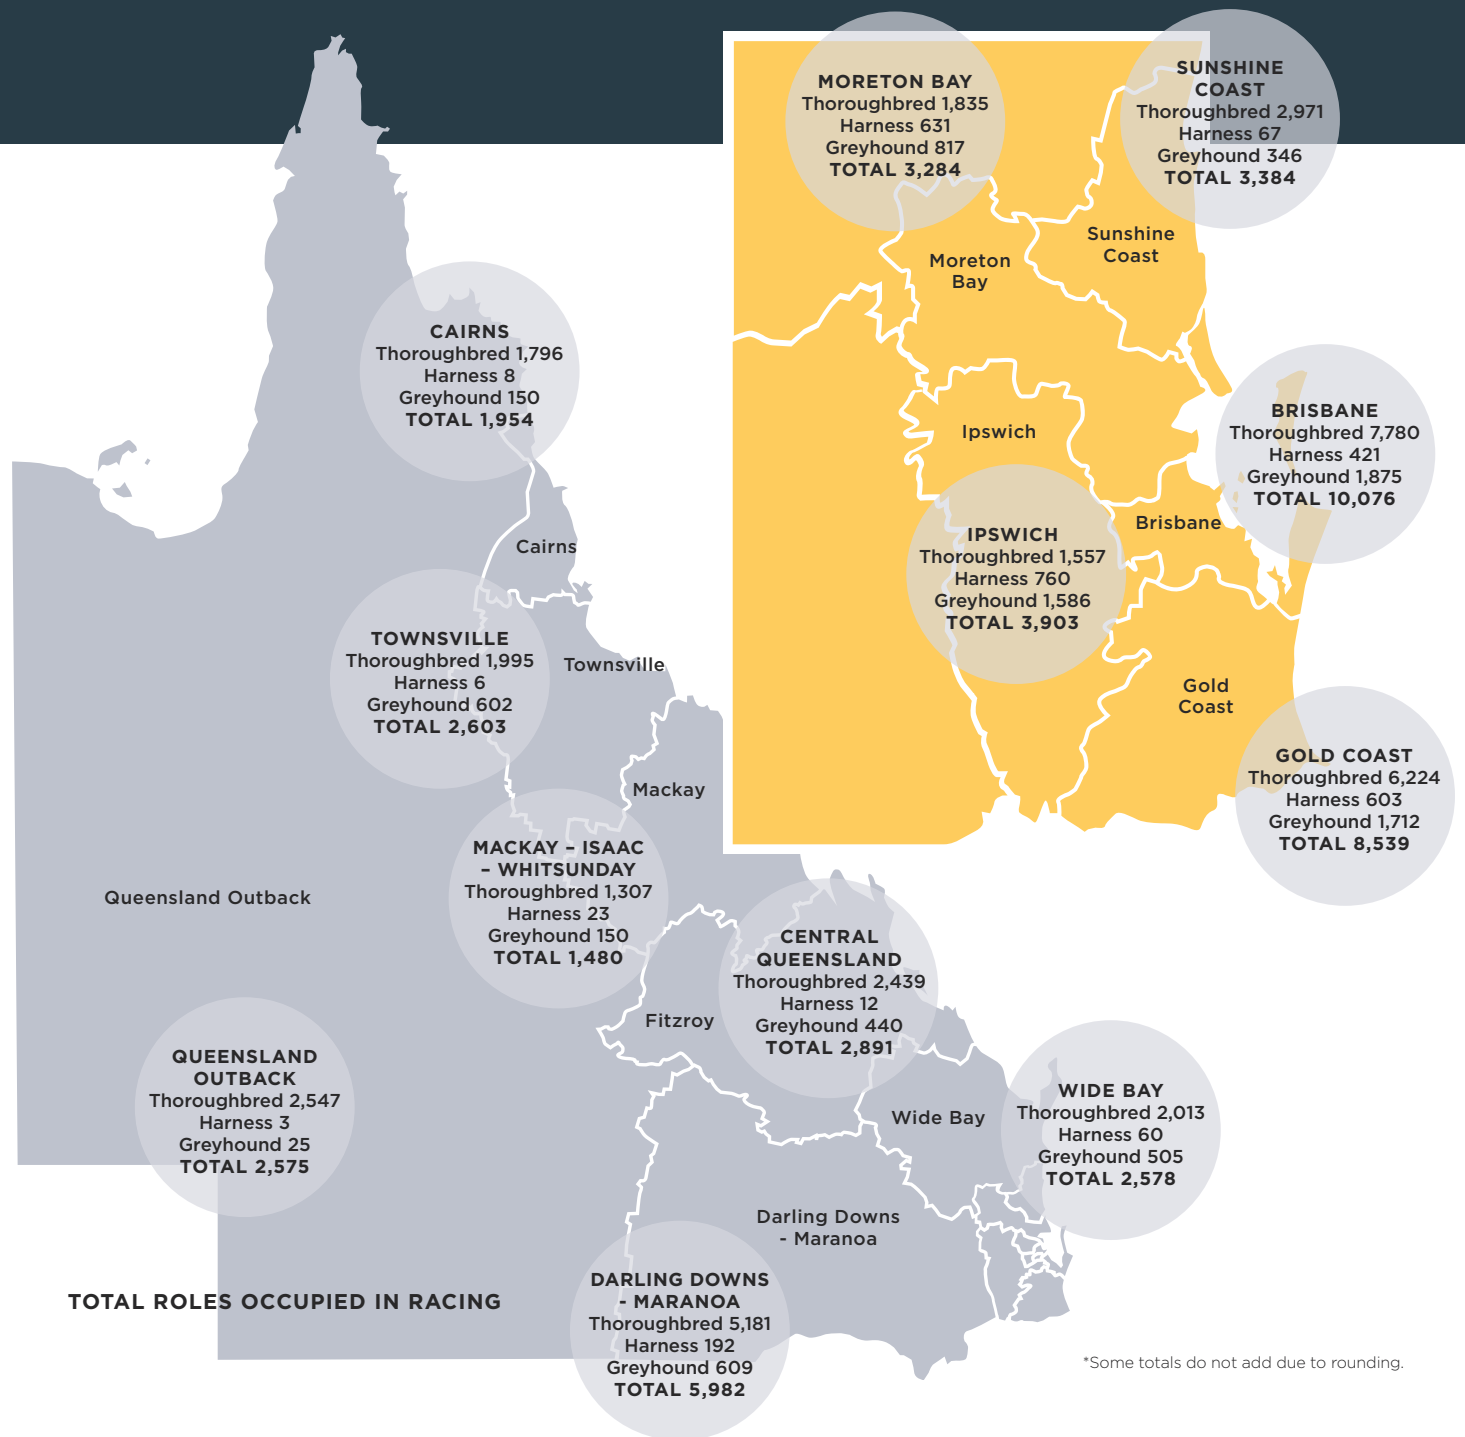 MORETON BAY
Thoroughbred 1,835
Harness 631
Greyhound 817
TOTAL 3,284
SUNSHINE
COAST
Thoroughbred 2,971
Harness 67
Greyhound 346
TOTAL 3,384
Sunshine
Coast
Moreton
Bay
CAIRNS
Thoroughbred 1,796
Harness 8
Greyhound 150
TOTAL 1,954
Ipswich
BRISBANE
Thoroughbred 7,780
Harness 421
Greyhound 1,875
TOTAL 10,076
Brisbane
IPSWICH
Thoroughbred 1,557
Harness 760
Greyhound 1,586
TOTAL 3,903
Cairns
TOWNSVILLE
Thoroughbred 1,995
Harness 6
Greyhound 602
TOTAL 2,603
Townsville
Gold
Coast
GOLD COAST
Thoroughbred 6,224
Harness 603
Greyhound 1,712
TOTAL 8,539
Mackay
MACKAY – ISAAC
– WHITSUNDAY
Thoroughbred 1,307
Harness 23
Greyhound 150
TOTAL 1,480
Queensland Outback
CENTRAL
QUEENSLAND
Thoroughbred 2,439
Harness 12
Greyhound 440
TOTAL 2,891
Fitzroy
QUEENSLAND
OUTBACK
Thoroughbred 2,547
Harness 3
Greyhound 25
TOTAL 2,575
Wide Bay
WIDE BAY
Thoroughbred 2,013
Harness 60
Greyhound 505
TOTAL 2,578
Darling Downs
- Maranoa
DARLING DOWNS
- MARANOA
Thoroughbred 5,181
Harness 192
Greyhound 609
TOTAL 5,982
TOTAL ROLES OCCUPIED IN RACING
*Some totals do not add due to rounding.